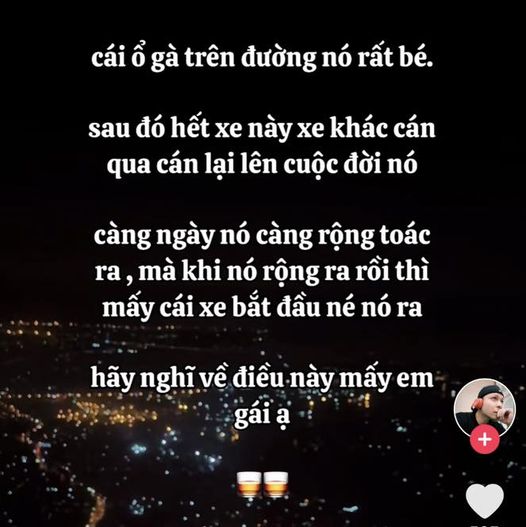 cái ổ gà trên đường nó rất bé.
sau đó hết xe này xe khác cán
qua cán lại lên cuộc đời nó
càng ngày nó càng rộng toác
ra , mà khi nó rộng ra rồi thì
mấy cái xe bắt đầu né nó ra
hãy nghĩ về điều này mấy em
gái ạ